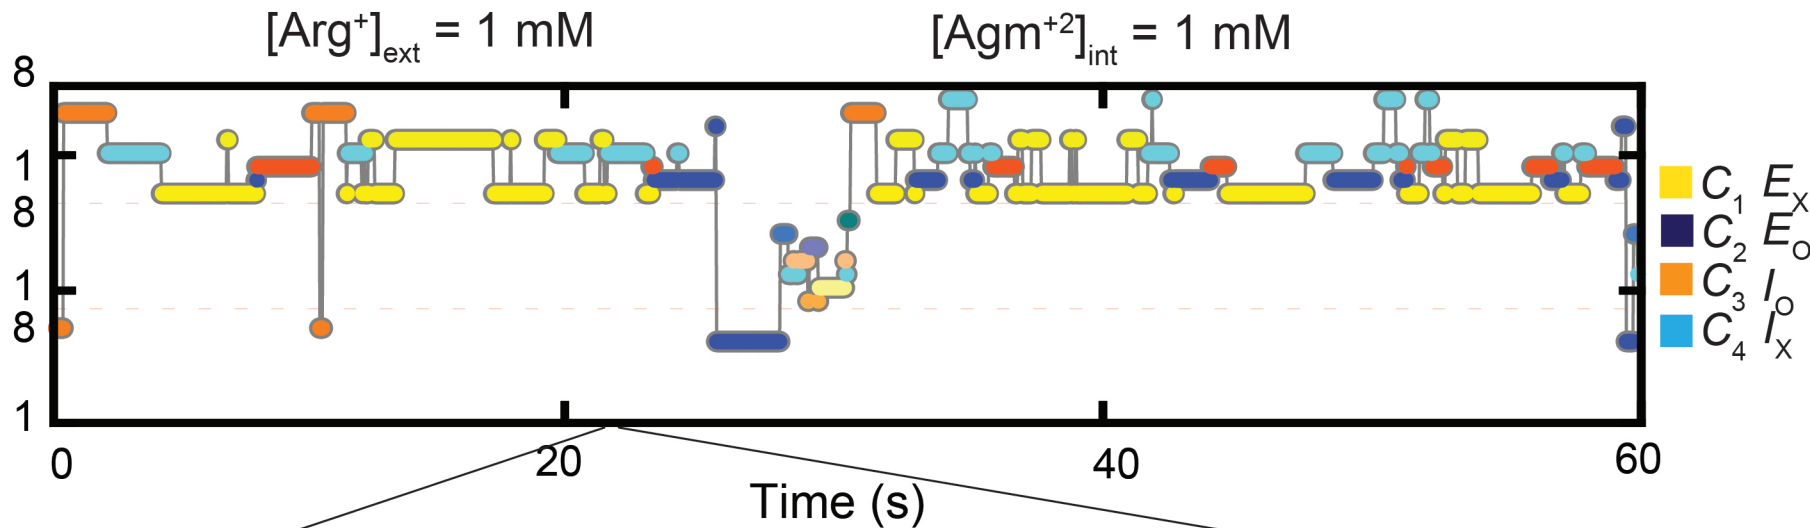 [Arg+]ext = 1 mM [Agm+2]int = 1 mM
8
1
8
1
8
1
0 20 40 60
Time (s)
C1 EX
C2 EO
C3 IO
C4 IX